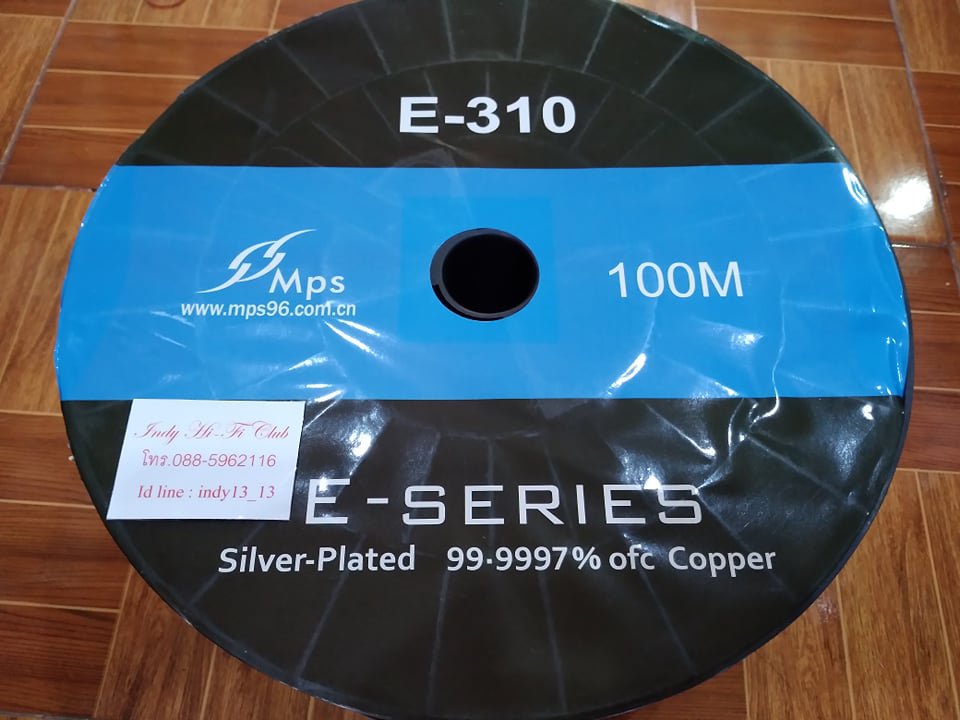 E-310
Mps
www.mps96.com.cn
100M
Indy Hi-Fi Club
โทร.088-5962116
Id line : indy13_13
E-SERIES
Silver-Plated 99.9997% ofc Copper